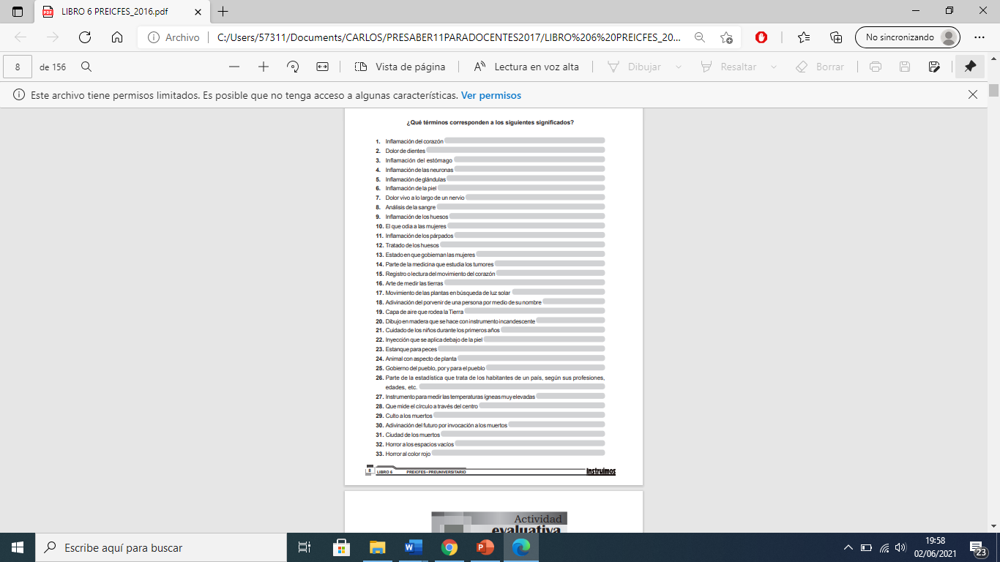 LIBRO 6 PREICFES_2016.pdf
Archivo
C:/Users/57311/Documents/CARLOS/PRESABER11PARADOCENTES2017/LIBRO%206%20PREICFES_20...
No sincronizando
8 de 156
Vista de página
Lectura en voz alta
Dibujar
Resaltar
Borrar
Este archivo tiene permisos limitados. Es posible que no tenga acceso a algunas características. Ver permisos
¿Qué términos corresponden a los siguientes significados?
1. Inflamación del corazón
2. Dolor de dientes
3. Inflamación del estómago
4. Inflamación de las neuronas
5. Inflamación de glándulas
6. Inflamación de la piel
7. Dolor vivo a lo largo de un nervio
8. Análisis de la sangre
9. Inflamación de los huesos
10. El que odia a las mujeres
11. Inflamación de los párpados
12. Tratado de los huesos
13. Estado en que gobiernan las mujeres
14. Parte de la medicina que estudia los tumores
15. Registro o lectura del movimiento del corazón
16. Arte de medir las tierras
17. Movimiento de las plantas en búsqueda de luz solar
18. Adivinación del porvenir de una persona por medio de su nombre
19. Capa de aire que rodea la Tierra
20. Dibujo en madera que se hace con instrumento incandescente
21. Cuidado de los niños durante los primeros años
22. Inyección que se aplica debajo de la piel
23. Estanque para peces
24. Animal con aspecto de planta
25. Gobierno del pueblo, por y para el pueblo
26. Parte de la estadística que trata de los habitantes de un país, según sus profesiones,
edades, etc.
27. Instrumento para medir las temperaturas ígneas muy elevadas
28. Que mide el círculo a través del centro
29. Culto a los muertos
30. Adivinación del futuro por invocación a los muertos
31. Ciudad de los muertos
32. Horror a los espacios vacíos
33. Horror al color rojo
8 LIBRO 6 PREICFES • PREUNIVERSITARIO Instruimos
Actividad
evaluativa
Escribe aquí para buscar
19:58
02/06/2021
23